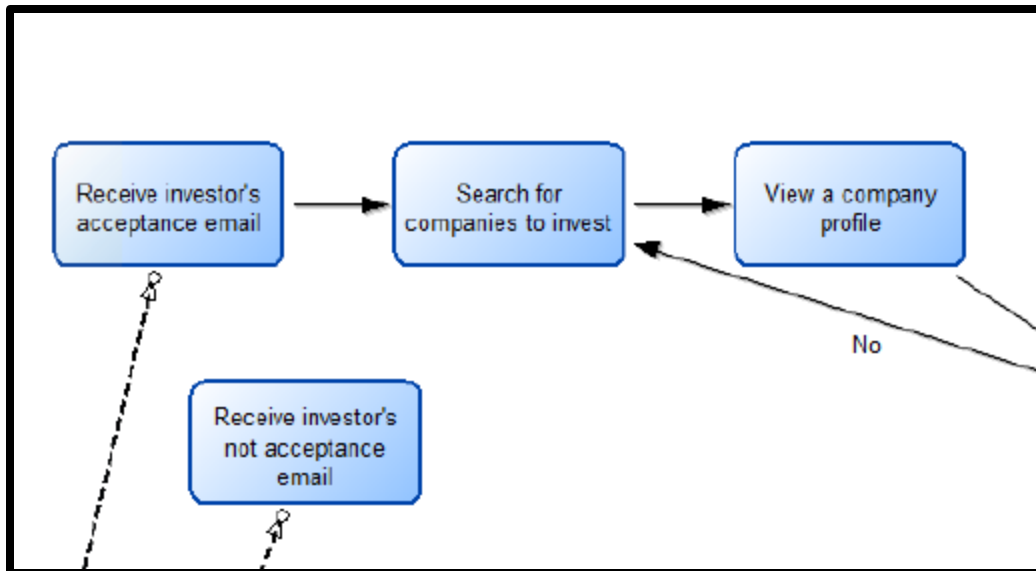 Receive investor's
acceptance email
Search for
companies to invest
View a company
profile
No
Receive investor's
not acceptance
email